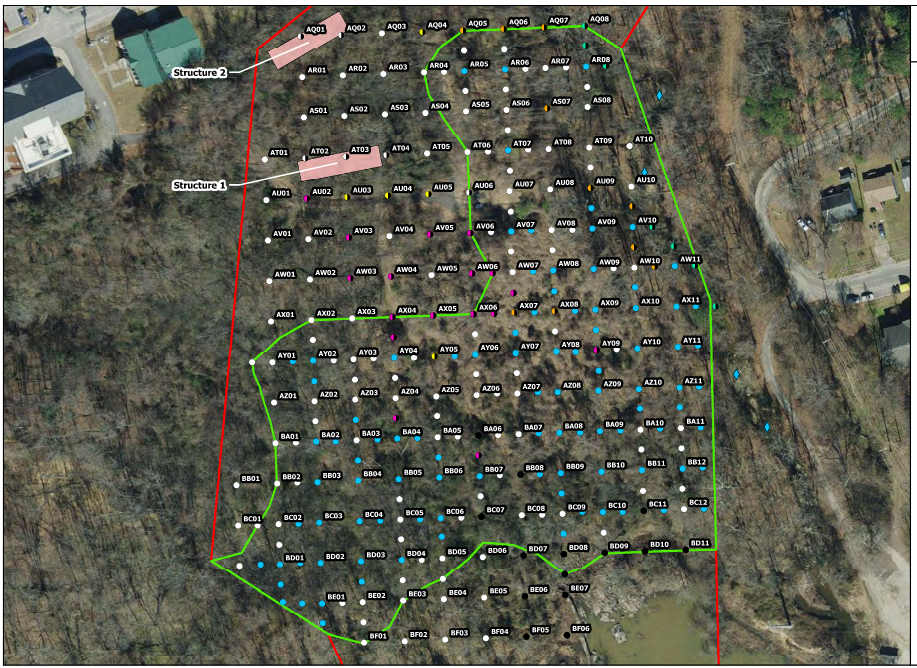 AQ01 AQ02 AQ03 AQ04 AQ05 AQ06 AQ07 AQ08
Structure 2
AR01 AR02 AR03 AR04 AR05 AR06 AR07 AR08
AS01 AS02 AS03 AS04 AS05 AS06 AS07 AS08
AT01 AT02 AT03 AT04 AT05 AT06 AT07 AT08 AT09 AT10
Structure 1
AU01 AU02 AU03 AU04 AU05 AU06 AU07 AU08 AU09 AU10
AV01 AV02 AV03 AV04 AV05 AV06 AV07 AV08 AV09 AV10
AW01 AW02 AW03 AW04 AW05 AW06 AW07 AW08 AW09 AW10 AW11
AX01 AX02 AX03 AX04 AX05 AX06 AX07 AX08 AX09 AX10 AX11
AY01 AY02 AY03 AY04 AY05 AY06 AY07 AY08 AY09 AY10 AY11
AZ01 AZ02 AZ03 AZ04 AZ05 AZ06 AZ07 AZ08 AZ09 AZ10 AZ11
BA01 BA02 BA03 BA04 BA05 BA06 BA07 BA08 BA09 BA10 BA11
BB01 BB02 BB03 BB04 BB05 BB06 BB07 BB08 BB09 BB10 BB11 BB12
BC01 BC02 BC03 BC04 BC05 BC06 BC07 BC08 BC09 BC10 BC11 BC12
BD01 BD02 BD03 BD04 BD05 BD06 BD07 BD08 BD09 BD10 BD11
BE01 BE02 BE03 BE04 BE05 BE06 BE07
BF01 BF02 BF03 BF04 BF05 BF06